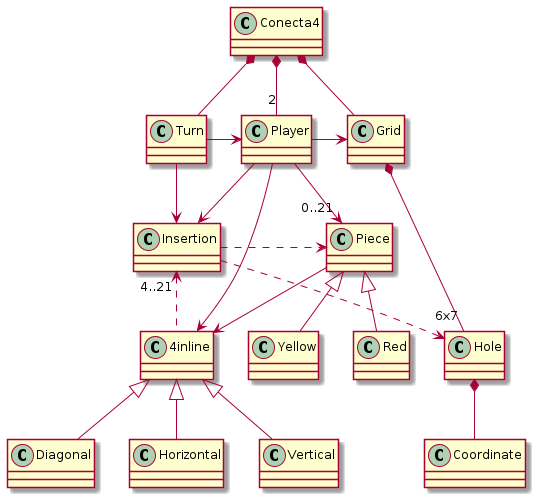 C Conecta4
2
C Turn
C Player
C Grid
0..21
C Insertion
C Piece
4..21
6x7
C 4inline
C Yellow
C Red
C Hole
C Diagonal
C Horizontal
C Vertical
C Coordinate